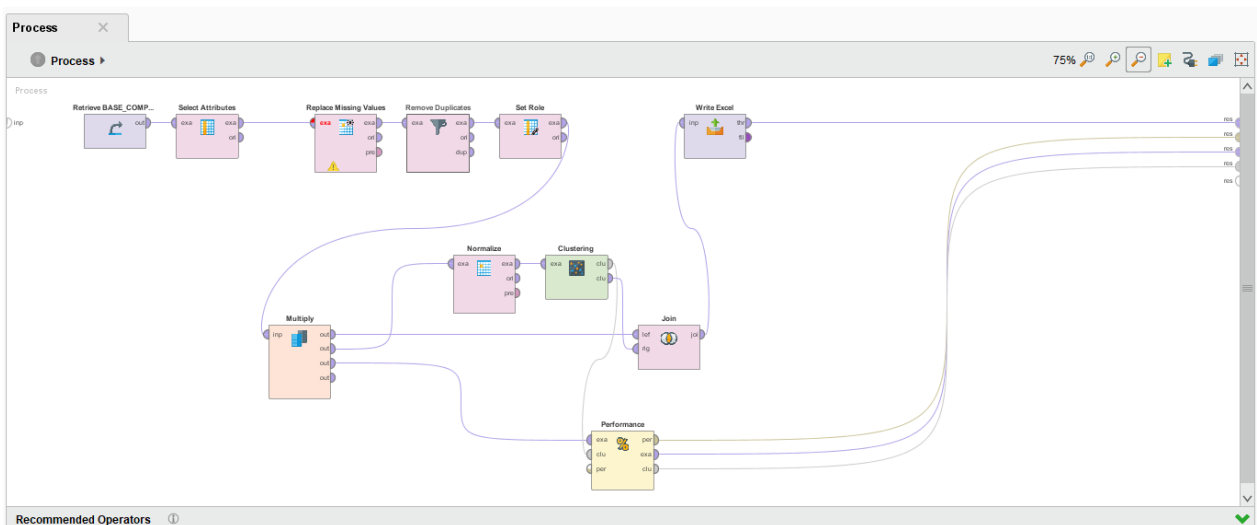 Process
Process
75%
Process
Retrieve BASE_COMP... Select Attributes Replace Missing Values Remove Duplicates Set Role Write Excel
inp out exa exa exa exa exa exa exa exa inp thr res
ori ori ori ori fil res
pre dup res
res
Normalize Clustering
exa exa exa clu
ori clu
pre
Multiply Join
inp out lef joi
out rig
out
out
Performance
exa per
clu exa
per clu
Recommended Operators